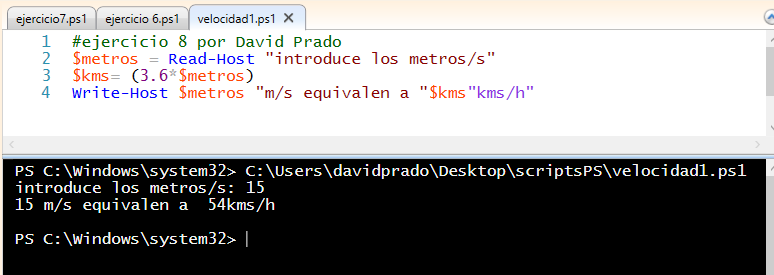 ejercicio7.ps1 ejercicio 6.ps1 velocidad1.ps1 X
1 #ejercicio 8 por David Prado
2 $metros = Read-Host "introduce los metros/s"
3 $kms= (3.6*$metros)
4 Write-Host $metros "m/s equivalen a "$kms"kms/h"
PS C:\Windows\system32> C:\Users\davidprado\Desktop\scriptsPS\velocidad1.ps1
introduce los metros/s: 15
15 m/s equivalen a  54kms/h
PS C:\Windows\system32>